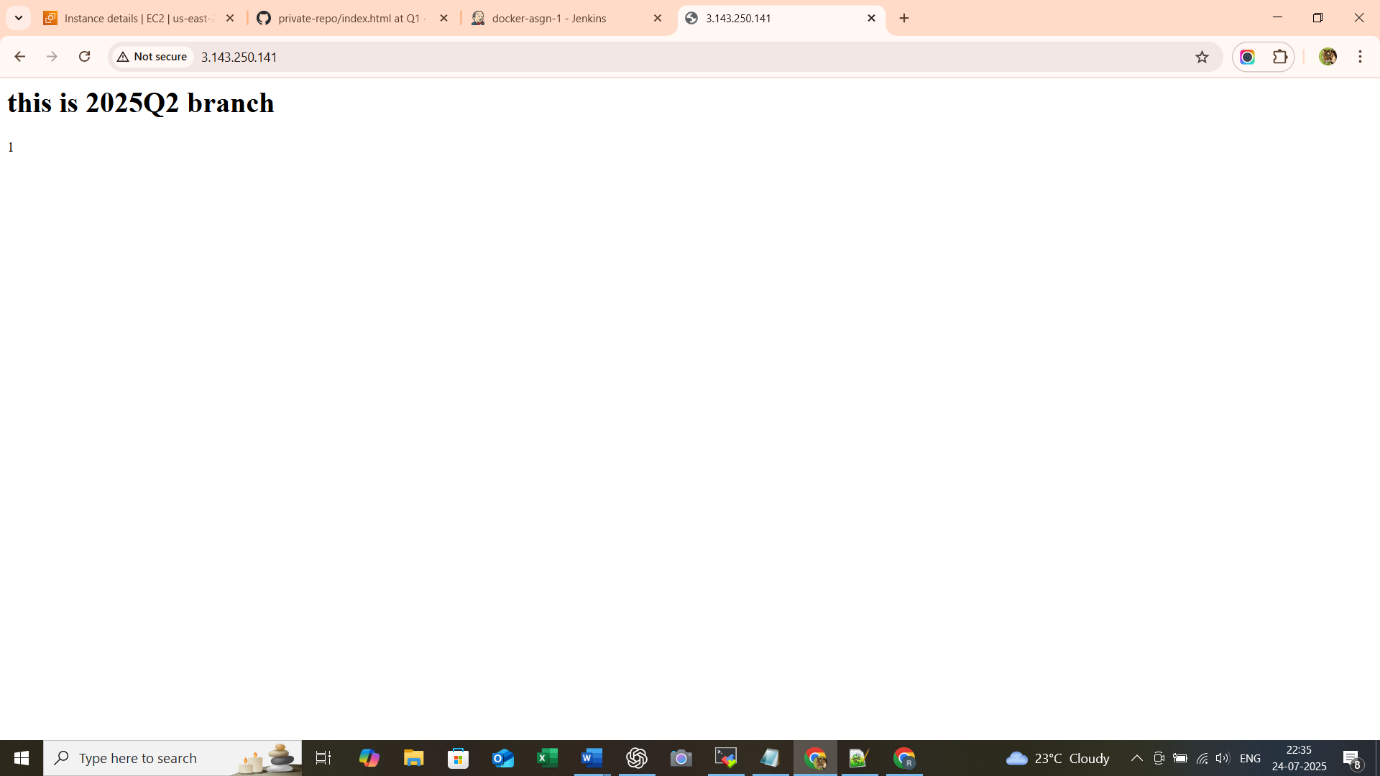 Instance details | EC2 | us-east-2
private-repo/index.html at Q1 ·
docker-asgn-1 - Jenkins
3.143.250.141
Not secure
3.143.250.141
this is 2025Q2 branch
1
Type here to search
23°C Cloudy
ENG
22:35
24-07-2025
8